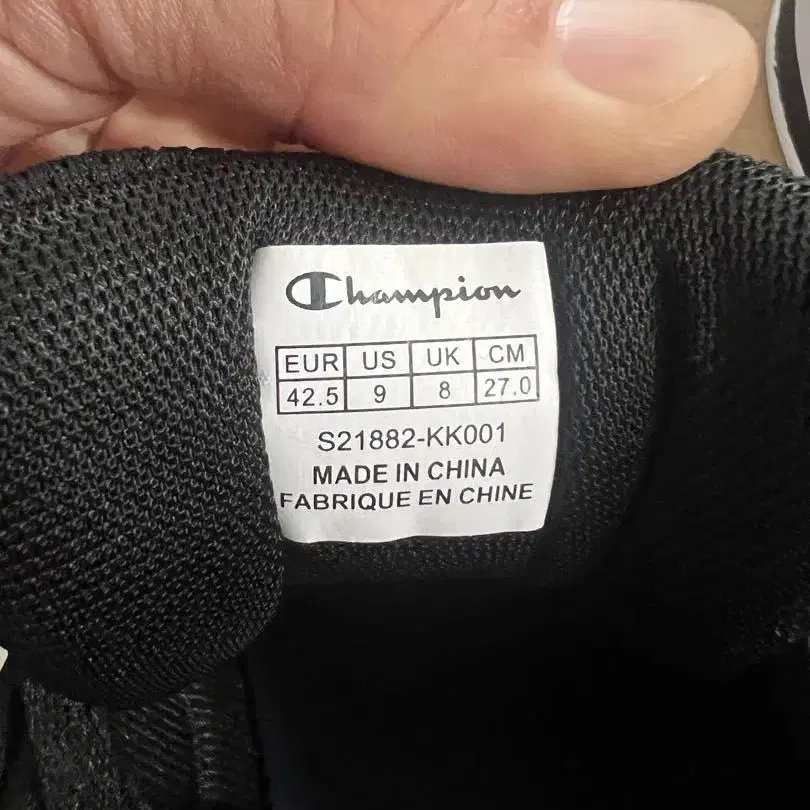 Champion
EUR US UK CM
42.5 9 8 27.0
S21882-KK001
MADE IN CHINA
FABRIQUE EN CHINE